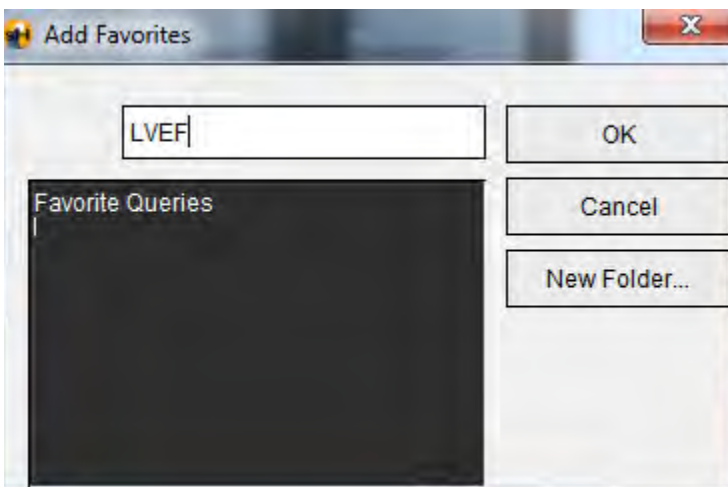 Add Favorites
LVEF
OK
Favorite Queries
Cancel
New Folder...